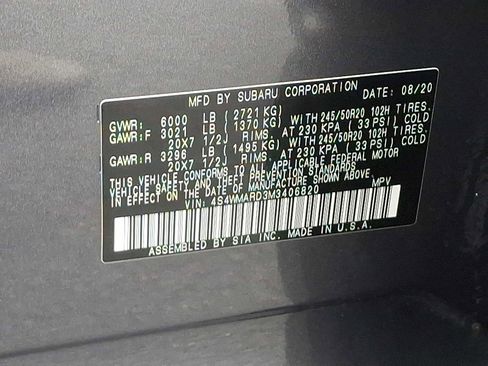 MFD BY SUBARU CORPORATION DATE: 08/20
GVWR: 6000 LB (2721 KG)
GAWR:F 3021 LB (1370 KG) WITH 245/50R20 102H TIRES,
20X7 1/2J RIMS, AT 230 KPA ( 33 PSI) COLD
GAWR:R 3296 LB (1495 KG) WITH 245/50R20 102H TIRES,
20X7 1/2J RIMS, AT 230 KPA ( 33 PSI) COLD
THIS VEHICLE CONFORMS TO ALL APPLICABLE FEDERAL MOTOR
VEHICLE SAFETY AND THEFT PREVENTION STANDARDS
IN EFFECT ON THE DATE OF MANUFACTURE SHOWN ABOVE.
VIN: 4S4WMARD3M3406820 MPV
ASSEMBLED BY SIA INC. MADE IN U.S.A.